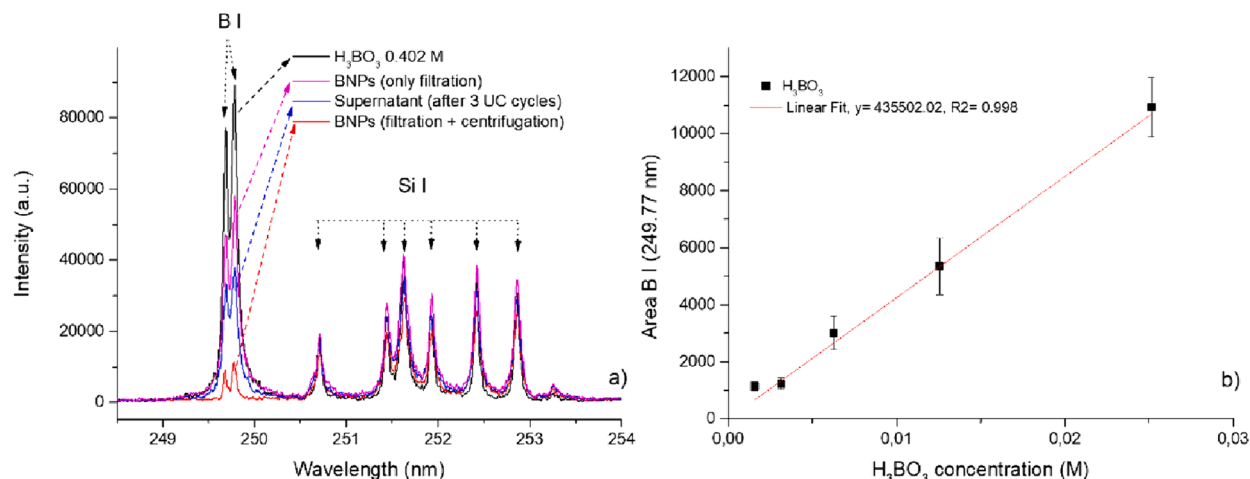 B I
H₃BO₃ 0.402 M
BNPs (only filtration)
Supernatant (after 3 UC cycles)
BNPs (filtration + centrifugation)
Si I
Intensity (a.u.)
80000
60000
40000
20000
0
249
250
251
252
253
254
Wavelength (nm)
a)
H₃BO₃
Linear Fit, y= 435502.02, R2= 0.998
Area B I (249.77 nm)
12000
10000
8000
6000
4000
2000
0
0,00
0,01
0,02
0,03
H₃BO₃ concentration (M)
b)